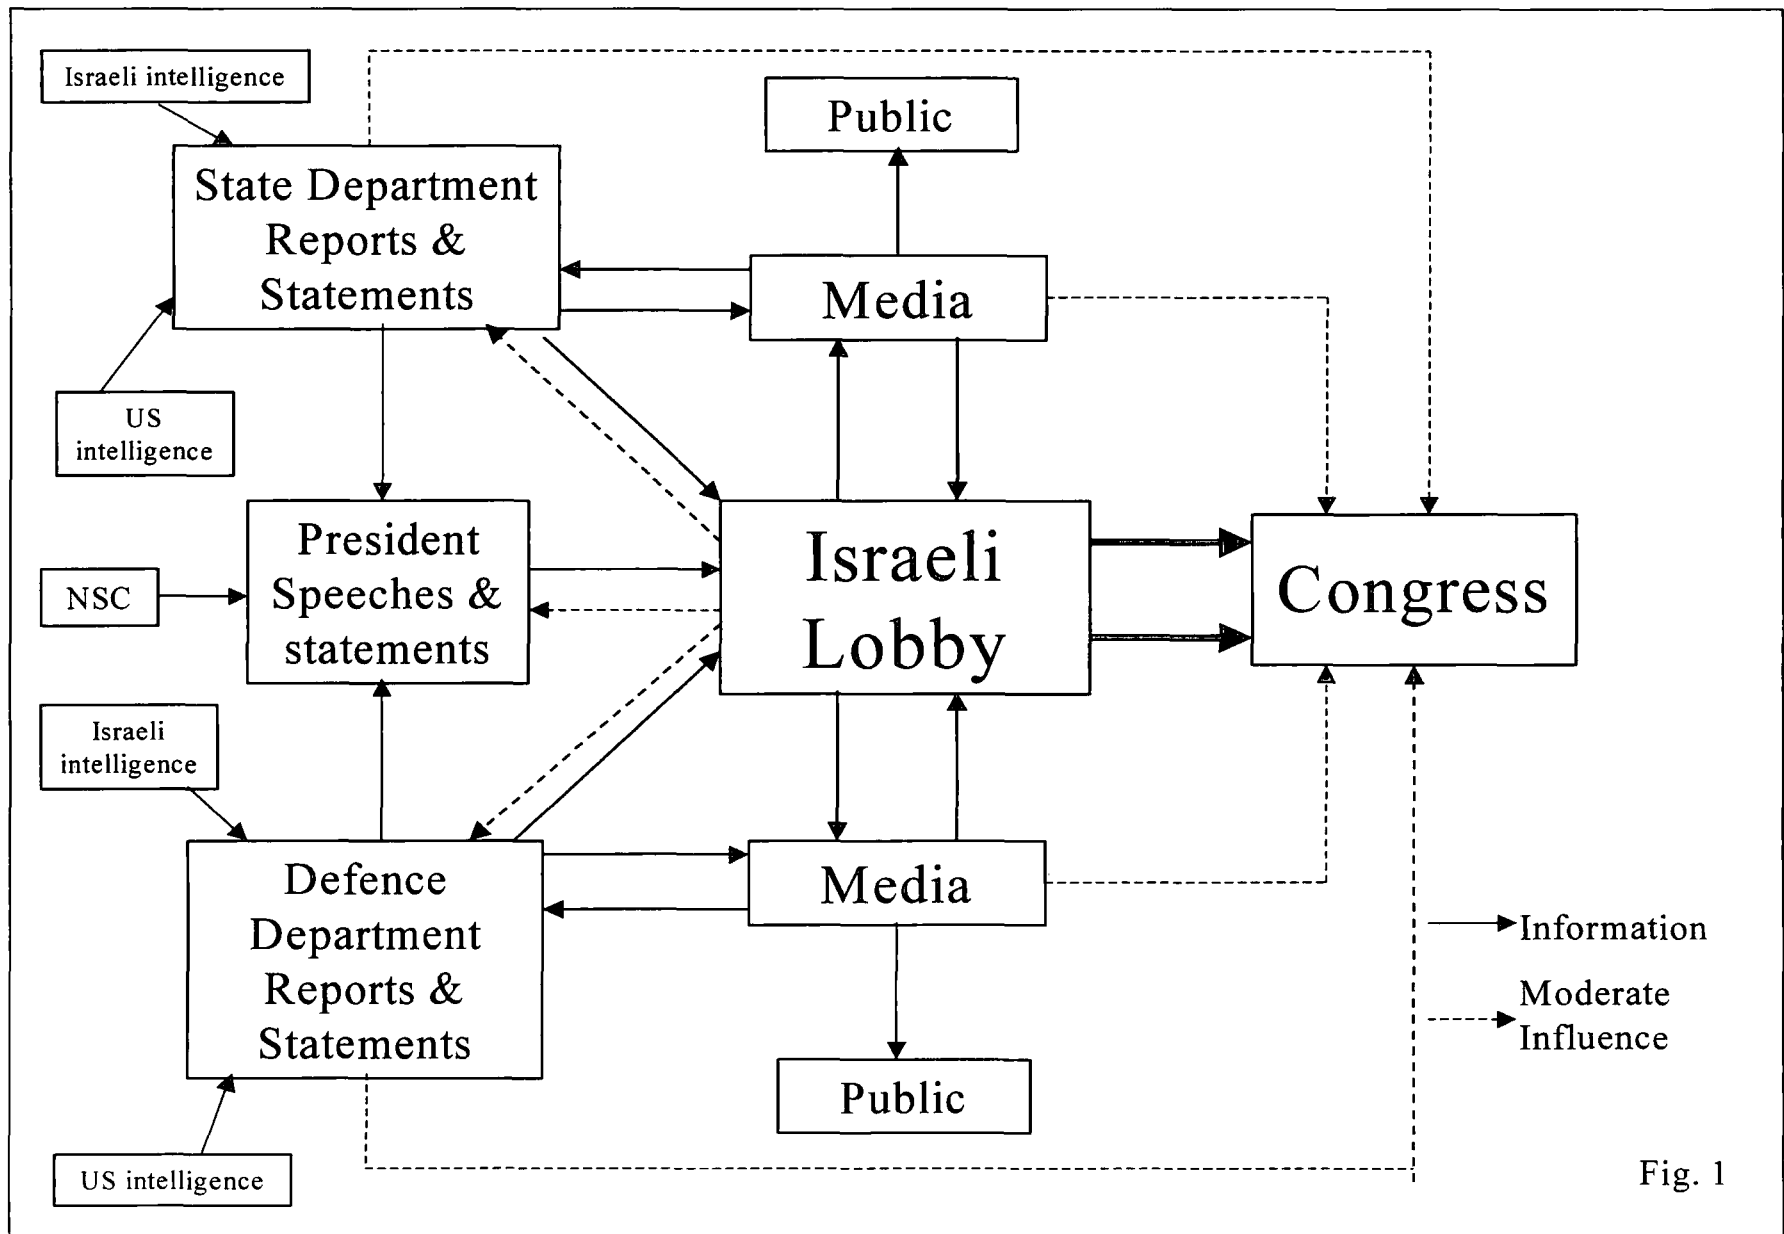 Israeli intelligence
Public
State Department
Reports &
Statements
Media
US
intelligence
President
Speeches &
statements
NSC
Israeli
Lobby
Congress
Israeli
intelligence
Defence
Department
Reports &
Statements
Media
Information
Moderate
Influence
Public
US intelligence
Fig. 1